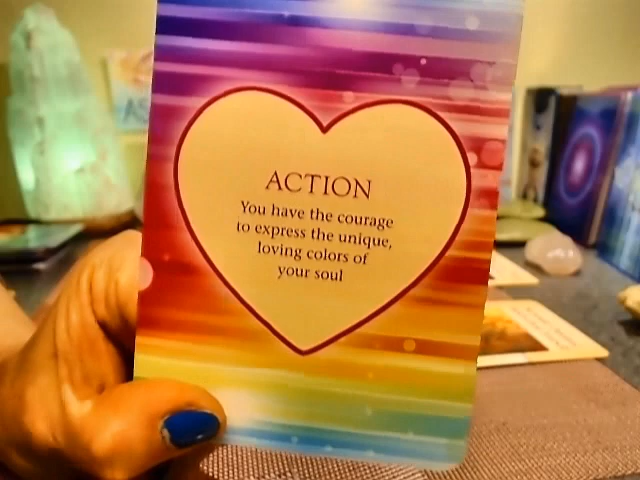 ACTION
You have the courage
to express the unique,
loving colors of
your soul